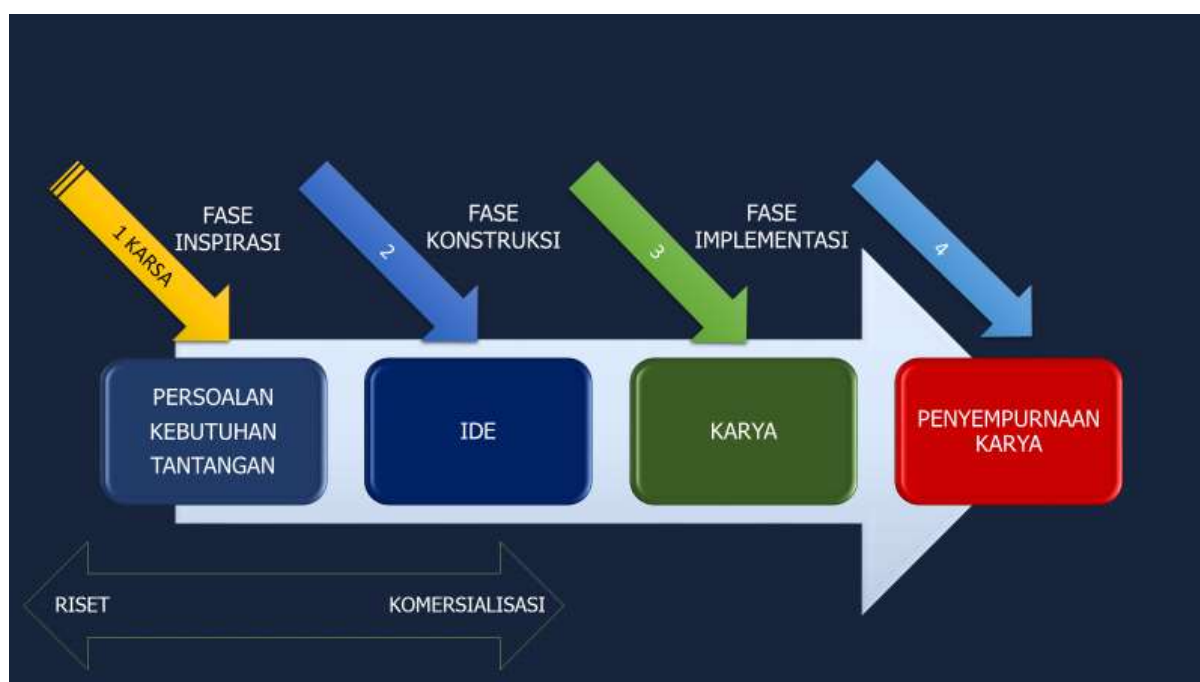 1 KARSA
FASE
INSPIRASI
2
FASE
KONSTRUKSI
3
FASE
IMPLEMENTASI
4
PERSOALAN
KEBUTUHAN
TANTANGAN
IDE
KARYA
PENYEMPURNAAN
KARYA
RISET
KOMERSIALISASI